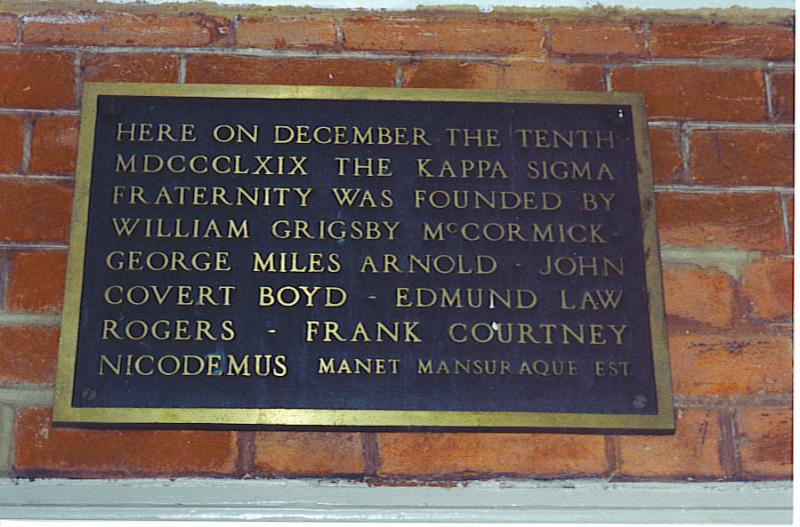 HERE ON DECEMBER THE TENTH
MDCCCLXIX THE KAPPA SIGMA
FRATERNITY WAS FOUNDED BY
WILLIAM GRIGSBY MCCORMICK -
GEORGE MILES ARNOLD - JOHN
COVERT BOYD - EDMUND LAW
ROGERS - FRANK COURTNEY
NICODEMUS MANET MANSURAQUE EST.